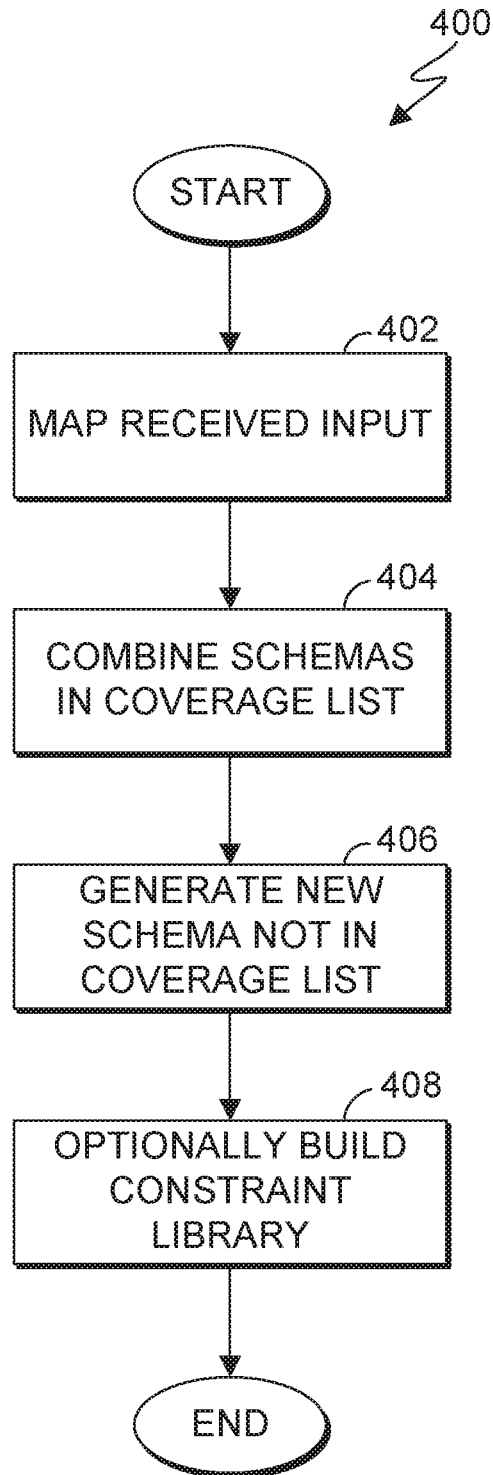 400
START
402
MAP RECEIVED INPUT
404
COMBINE SCHEMAS
IN COVERAGE LIST
406
GENERATE NEW
SCHEMA NOT IN
COVERAGE LIST
408
OPTIONALLY BUILD
CONSTRAINT
LIBRARY
END